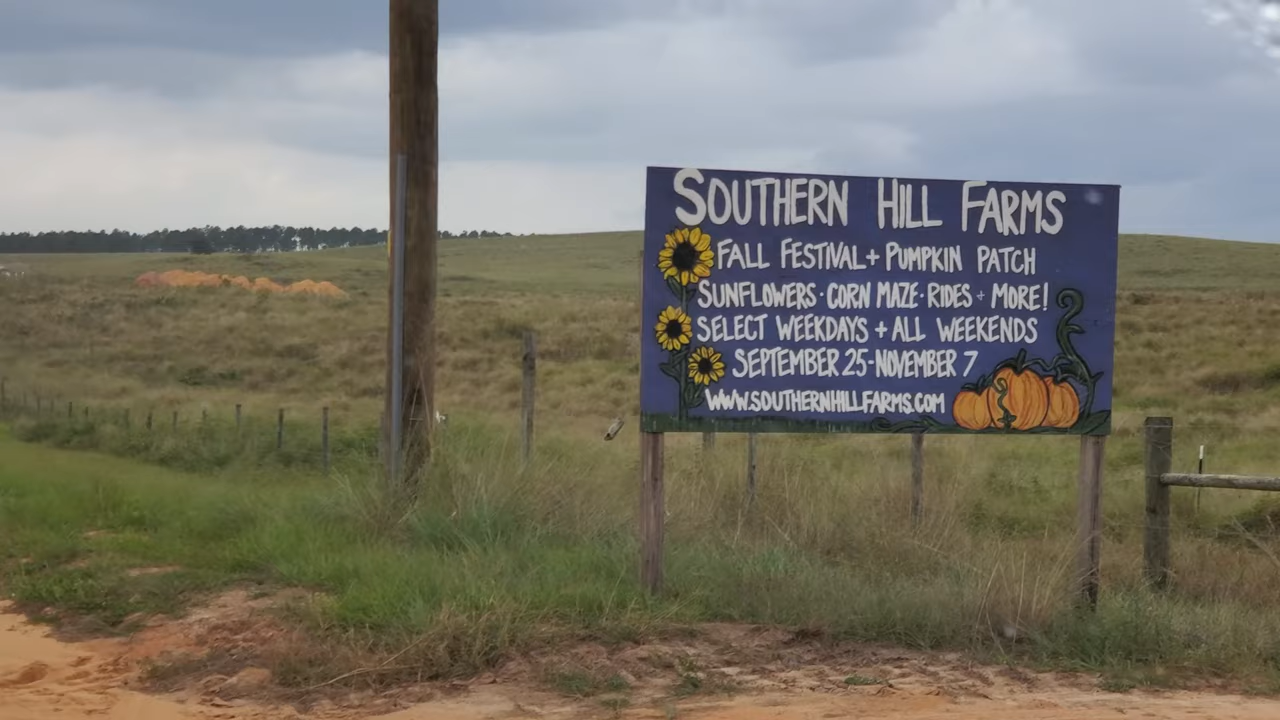 SOUTHERN HILL FARMS
FALL FESTIVAL + PUMPKIN PATCH
SUNFLOWERS · CORN MAZE · RIDES + MORE!
SELECT WEEKDAYS + ALL WEEKENDS
SEPTEMBER 25-NOVEMBER 7
WWW.SOUTHERNHILLFARMS.COM